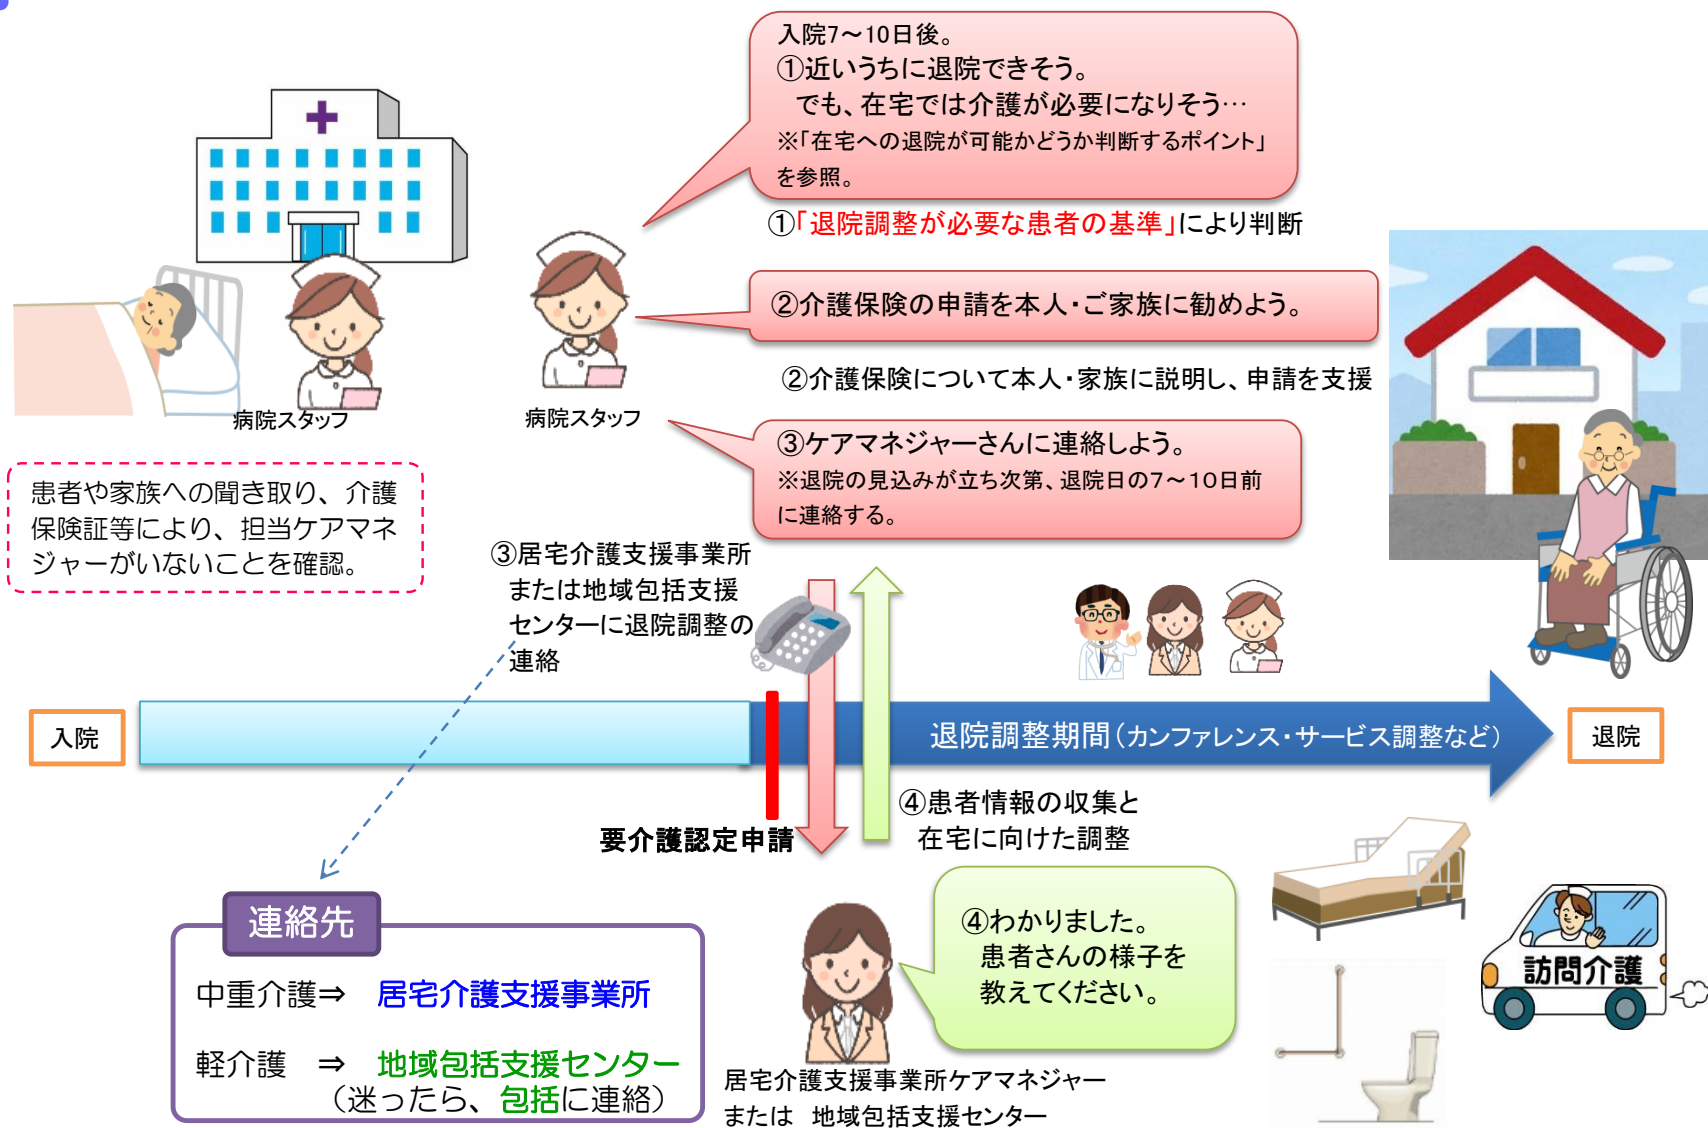 入院7～10日後。
①近いうちに退院できそう。
でも、在宅では介護が必要になりそう…
※「在宅への退院が可能かどうか判断するポイント」
を参照。
①「退院調整が必要な患者の基準」により判断
②介護保険の申請を本人・ご家族に勧めよう。
②介護保険について本人・家族に説明し、申請を支援
病院スタッフ
病院スタッフ
③ケアマネジャーさんに連絡しよう。
※退院の見込みが立ち次第、退院日の7～10日前
に連絡する。
患者や家族への聞き取り、介護
保険証等により、担当ケアマネ
ジャーがいないことを確認。
③居宅介護支援事業所
または地域包括支援
センターに退院調整の
連絡
入院
退院調整期間（カンファレンス・サービス調整など）
退院
要介護認定申請
④患者情報の収集と
在宅に向けた調整
連絡先
中重介護⇒　居宅介護支援事業所
軽介護　⇒　地域包括支援センター
（迷ったら、包括に連絡）
④わかりました。
患者さんの様子を
教えてください。
居宅介護支援事業所ケアマネジャー
または　地域包括支援センター
訪問介護